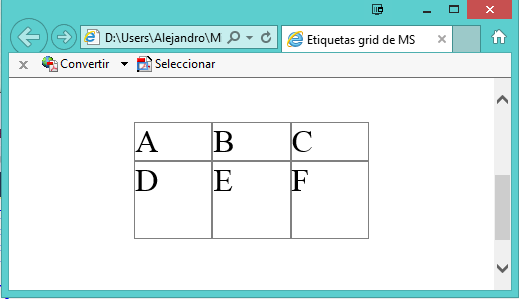 D:\Users\Alejandro\M
Etiquetas grid de MS
Convertir
Seleccionar
A B C
D E F